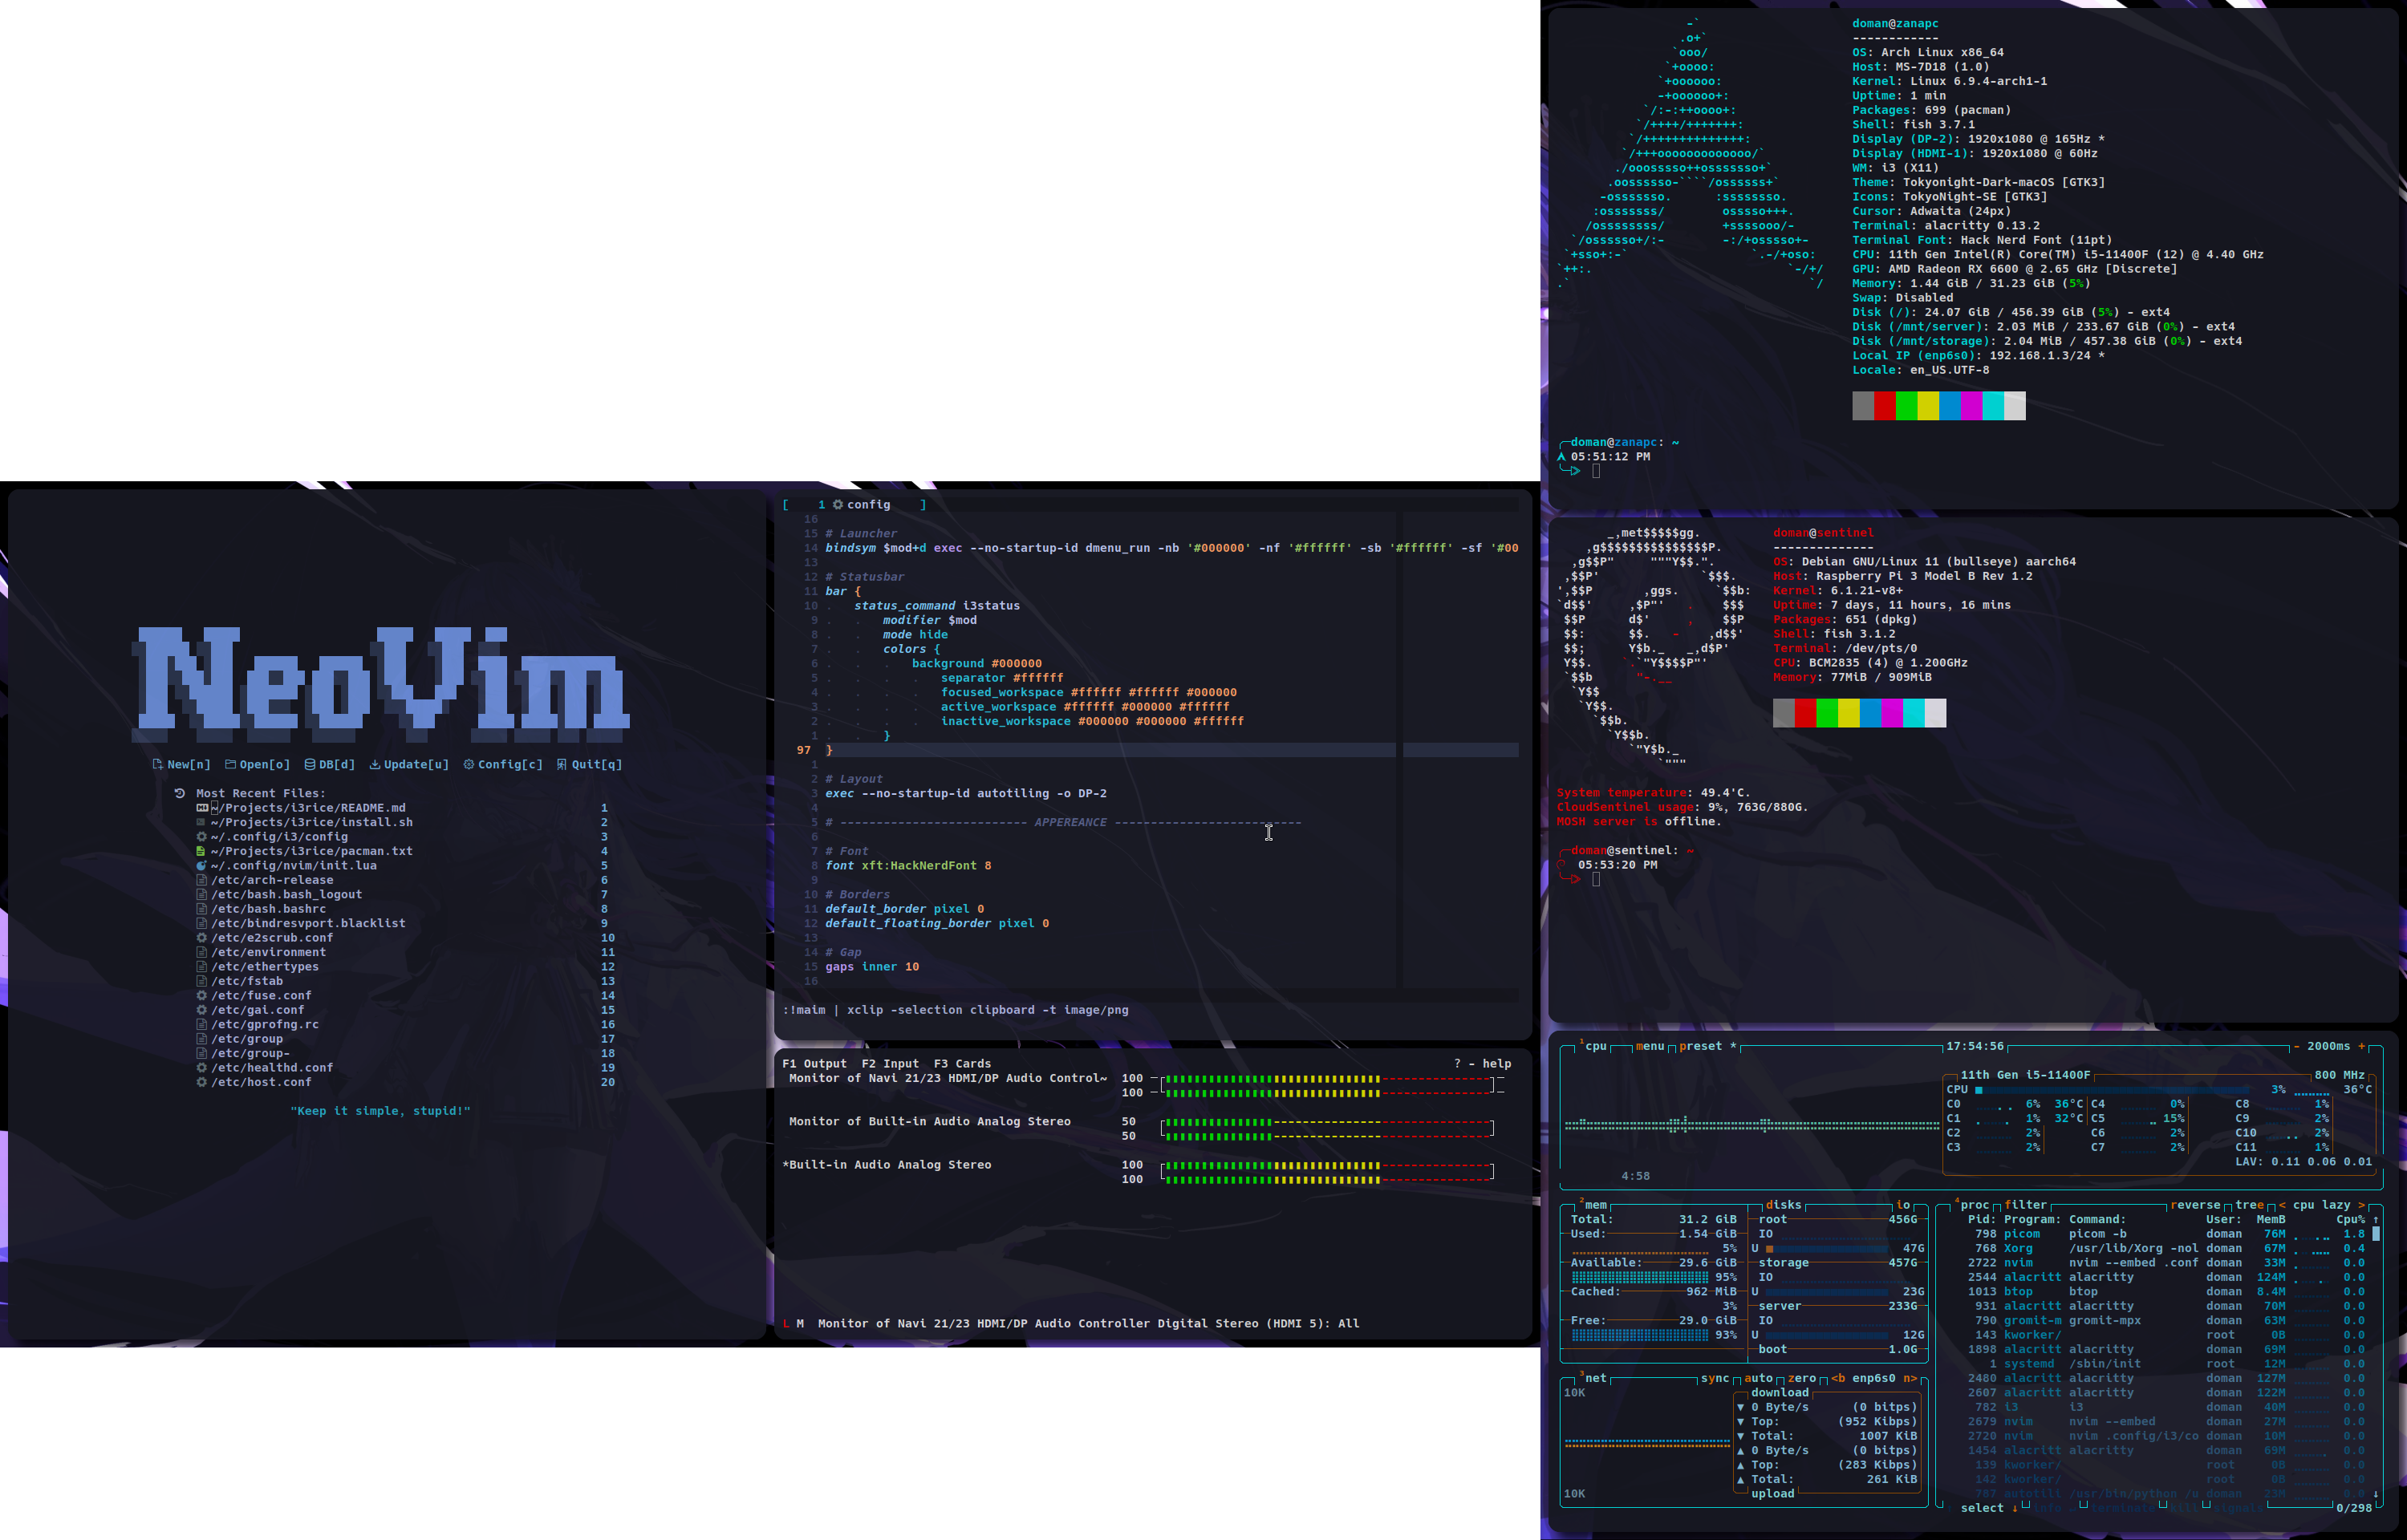 NeoVim
New[n] Open[o] DB[d] Update[u] Config[c] Quit[q]
Most Recent Files:
~/Projects/i3rice/README.md 1
~/Projects/i3rice/install.sh 2
~/.config/i3/config 3
~/Projects/i3rice/pacman.txt 4
~/.config/nvim/init.lua 5
/etc/arch-release 6
/etc/bash.bash_logout 7
/etc/bash.bashrc 8
/etc/bindresvport.blacklist 9
/etc/e2scrub.conf 10
/etc/environment 11
/etc/ethertypes 12
/etc/fstab 13
/etc/fuse.conf 14
/etc/gai.conf 15
/etc/gprofng.rc 16
/etc/group 17
/etc/group- 18
/etc/healthd.conf 19
/etc/host.conf 20
"Keep it simple, stupid!"
[ 1 config ]
16
15 # Launcher
14 bindsym $mod+d exec --no-startup-id dmenu_run -nb '#000000' -nf '#ffffff' -sb '#ffffff' -sf '#00
13
12 # Statusbar
11 bar {
10 . status_command i3status
9 . . modifier $mod
8 . . mode hide
7 . . colors {
6 . . . background #000000
5 . . . . separator #ffffff
4 . . . . focused_workspace #ffffff #ffffff #000000
3 . . . . active_workspace #ffffff #000000 #ffffff
2 . . . . inactive_workspace #000000 #000000 #ffffff
1 . . }
97 }
1
2 # Layout
3 exec --no-startup-id autotiling -o DP-2
4
5 # -------------------------- APPEREANCE --------------------------
6
7 # Font
8 font xft:HackNerdFont 8
9
10 # Borders
11 default_border pixel 0
12 default_floating_border pixel 0
13
14 # Gap
15 gaps inner 10
16
:!maim | xclip -selection clipboard -t image/png
F1 Output F2 Input F3 Cards ? - help
Monitor of Navi 21/23 HDMI/DP Audio Control~ 100
100
Monitor of Built-in Audio Analog Stereo 50
50
*Built-in Audio Analog Stereo 100
100
L M Monitor of Navi 21/23 HDMI/DP Audio Controller Digital Stereo (HDMI 5): All
doman@zanapc
------------
OS: Arch Linux x86_64
Host: MS-7D18 (1.0)
Kernel: Linux 6.9.4-arch1-1
Uptime: 1 min
Packages: 699 (pacman)
Shell: fish 3.7.1
Display (DP-2): 1920x1080 @ 165Hz *
Display (HDMI-1): 1920x1080 @ 60Hz
WM: i3 (X11)
Theme: Tokyonight-Dark-macOS [GTK3]
Icons: TokyoNight-SE [GTK3]
Cursor: Adwaita (24px)
Terminal: alacritty 0.13.2
Terminal Font: Hack Nerd Font (11pt)
CPU: 11th Gen Intel(R) Core(TM) i5-11400F (12) @ 4.40 GHz
GPU: AMD Radeon RX 6600 @ 2.65 GHz [Discrete]
Memory: 1.44 GiB / 31.23 GiB (5%)
Swap: Disabled
Disk (/): 24.07 GiB / 456.39 GiB (5%) - ext4
Disk (/mnt/server): 2.03 MiB / 233.67 GiB (0%) - ext4
Disk (/mnt/storage): 2.04 MiB / 457.38 GiB (0%) - ext4
Local IP (enp6s0): 192.168.1.3/24 *
Locale: en_US.UTF-8
doman@zanapc: ~
05:51:12 PM
doman@sentinel
--------------
OS: Debian GNU/Linux 11 (bullseye) aarch64
Host: Raspberry Pi 3 Model B Rev 1.2
Kernel: 6.1.21-v8+
Uptime: 7 days, 11 hours, 16 mins
Packages: 651 (dpkg)
Shell: fish 3.1.2
Terminal: /dev/pts/0
CPU: BCM2835 (4) @ 1.200GHz
Memory: 77MiB / 909MiB
System temperature: 49.4'C.
CloudSentinel usage: 9%, 763G/880G.
MOSH server is offline.
doman@sentinel: ~
05:53:20 PM
1cpu menu preset * 17:54:56 - 2000ms +
11th Gen i5-11400F 800 MHz
CPU 3% 36°C
C0 6% 36°C C4 0% C8 1%
C1 1% 32°C C5 15% C9 2%
C2 2% C6 2% C10 2%
C3 2% C7 2% C11 1%
LAV: 0.11 0.06 0.01
4:58
2mem disks io
Total: 31.2 GiB root 456G
Used: 1.54 GiB IO
5% U 47G
Available: 29.6 GiB storage 457G
95% IO
Cached: 962 MiB U 23G
3% server 233G
Free: 29.0 GiB IO
93% U 12G
boot 1.0G
3net sync auto zero <b enp6s0 n>
10K download
▼ 0 Byte/s (0 bitps)
▼ Top: (952 Kibps)
▼ Total: 1007 KiB
▲ 0 Byte/s (0 bitps)
▲ Top: (283 Kibps)
▲ Total: 261 KiB
10K upload
4proc filter reverse tree < cpu lazy >
Pid: Program: Command: User: MemB Cpu% ↑
798 picom picom -b doman 76M 1.8
768 Xorg /usr/lib/Xorg -nol doman 67M 0.4
2722 nvim nvim --embed .conf doman 33M 0.0
2544 alacritt alacritty doman 124M 0.0
1013 btop btop doman 8.4M 0.0
931 alacritt alacritty doman 70M 0.0
790 gromit-m gromit-mpx doman 63M 0.0
143 kworker/ root 0B 0.0
1898 alacritt alacritty doman 69M 0.0
1 systemd /sbin/init root 12M 0.0
2480 alacritt alacritty doman 127M 0.0
2607 alacritt alacritty doman 122M 0.0
782 i3 i3 doman 40M 0.0
2679 nvim nvim --embed doman 27M 0.0
2720 nvim nvim .config/i3/co doman 10M 0.0
1454 alacritt alacritty doman 69M 0.0
139 kworker/ root 0B 0.0
142 kworker/ root 0B 0.0
787 autotili /usr/bin/python /u doman 23M 0.0 ↓
select ↓ info terminate kill signals 0/298